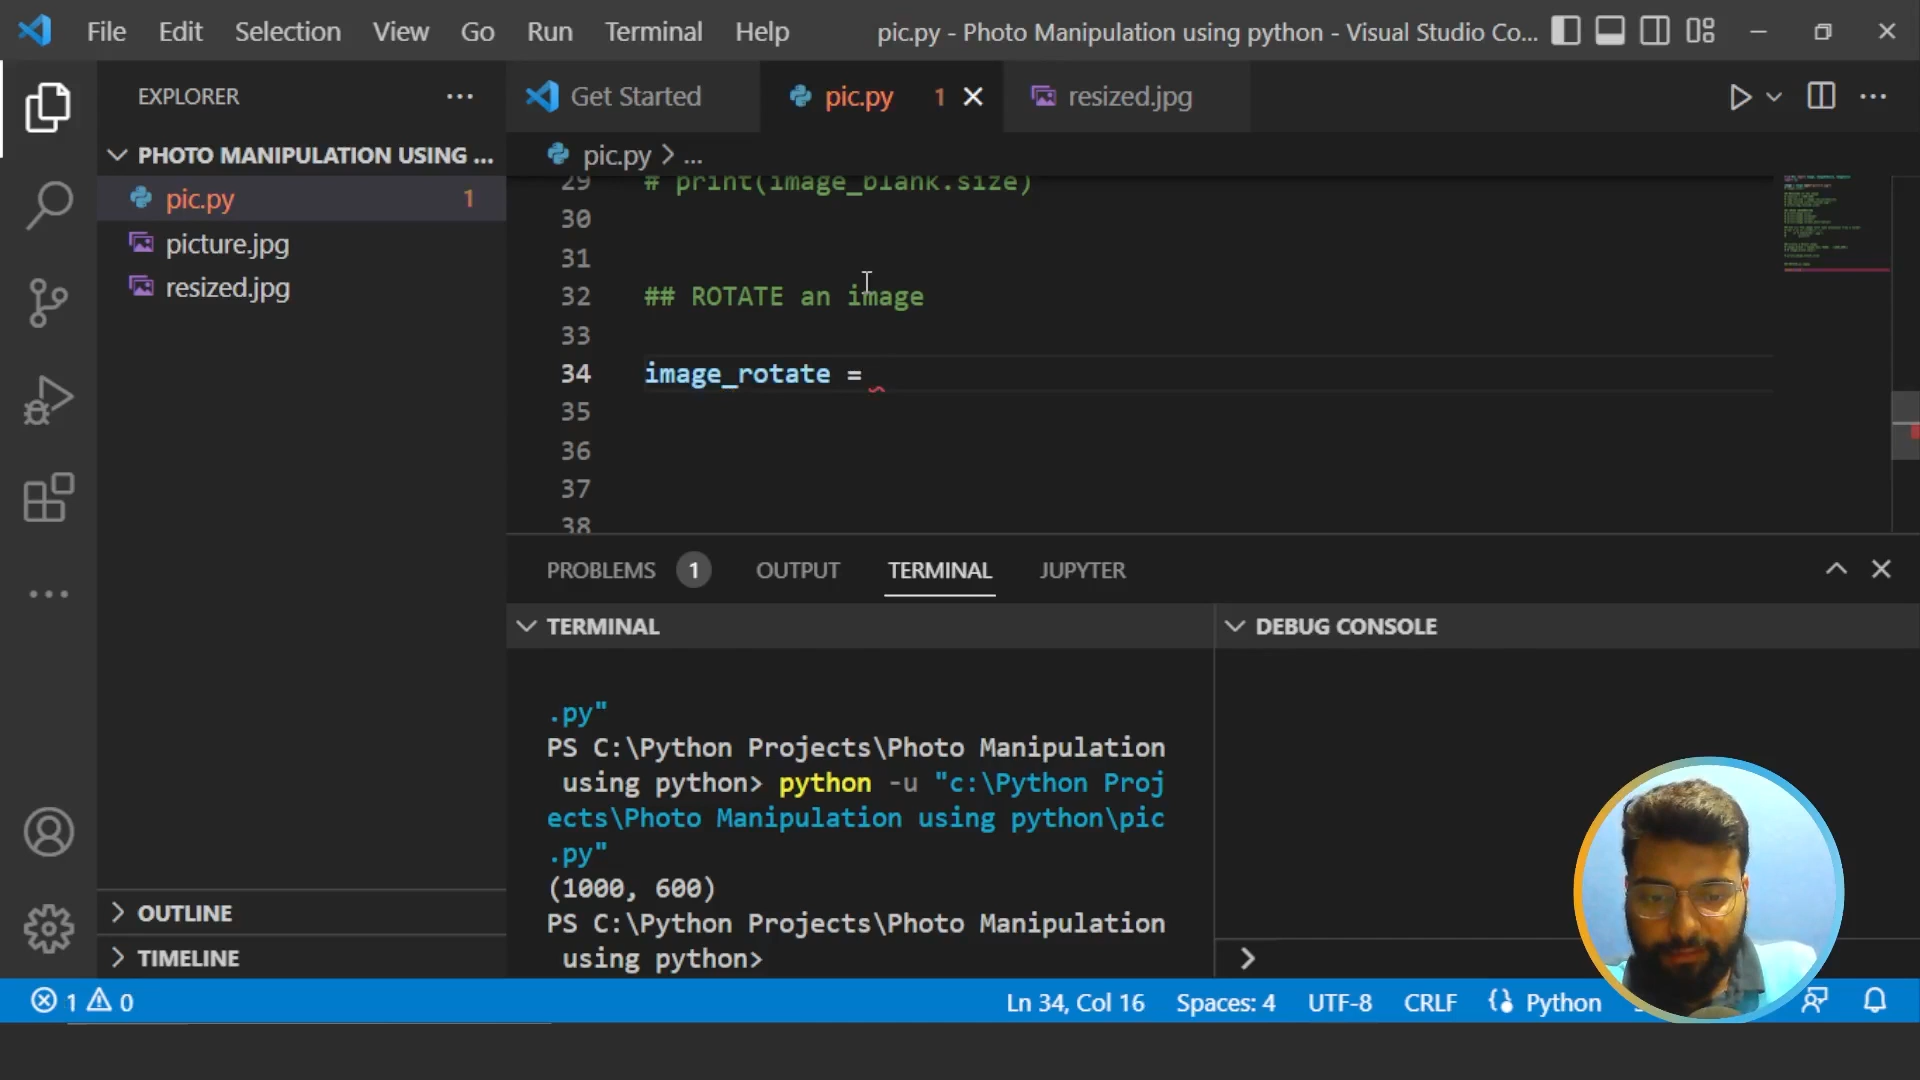 File Edit Selection View Go Run Terminal Help pic.py - Photo Manipulation using python - Visual Studio Co...
EXPLORER ...
Get Started
pic.py 1
resized.jpg
PHOTO MANIPULATION USING ...
pic.py > ...
pic.py 1
picture.jpg
resized.jpg
29 # print(image_blank.size)
30
31
32 ## ROTATE an image
33
34 image_rotate =
35
36
37
38
PROBLEMS 1 OUTPUT TERMINAL JUPYTER
TERMINAL
DEBUG CONSOLE
.py"
PS C:\Python Projects\Photo Manipulation
using python> python -u "c:\Python Proj
ects\Photo Manipulation using python\pic
.py"
(1000, 600)
PS C:\Python Projects\Photo Manipulation
using python>
OUTLINE
TIMELINE
1 0 Ln 34, Col 16 Spaces: 4 UTF-8 CRLF Python